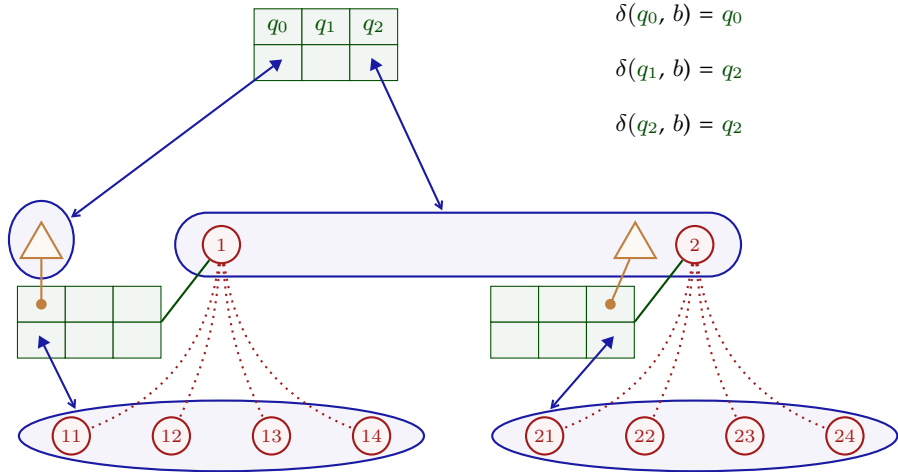 q₀ q₁ q₂
δ(q₀, b) = q₀
δ(q₁, b) = q₂
δ(q₂, b) = q₂
1 2
11 12 13 14 21 22 23 24